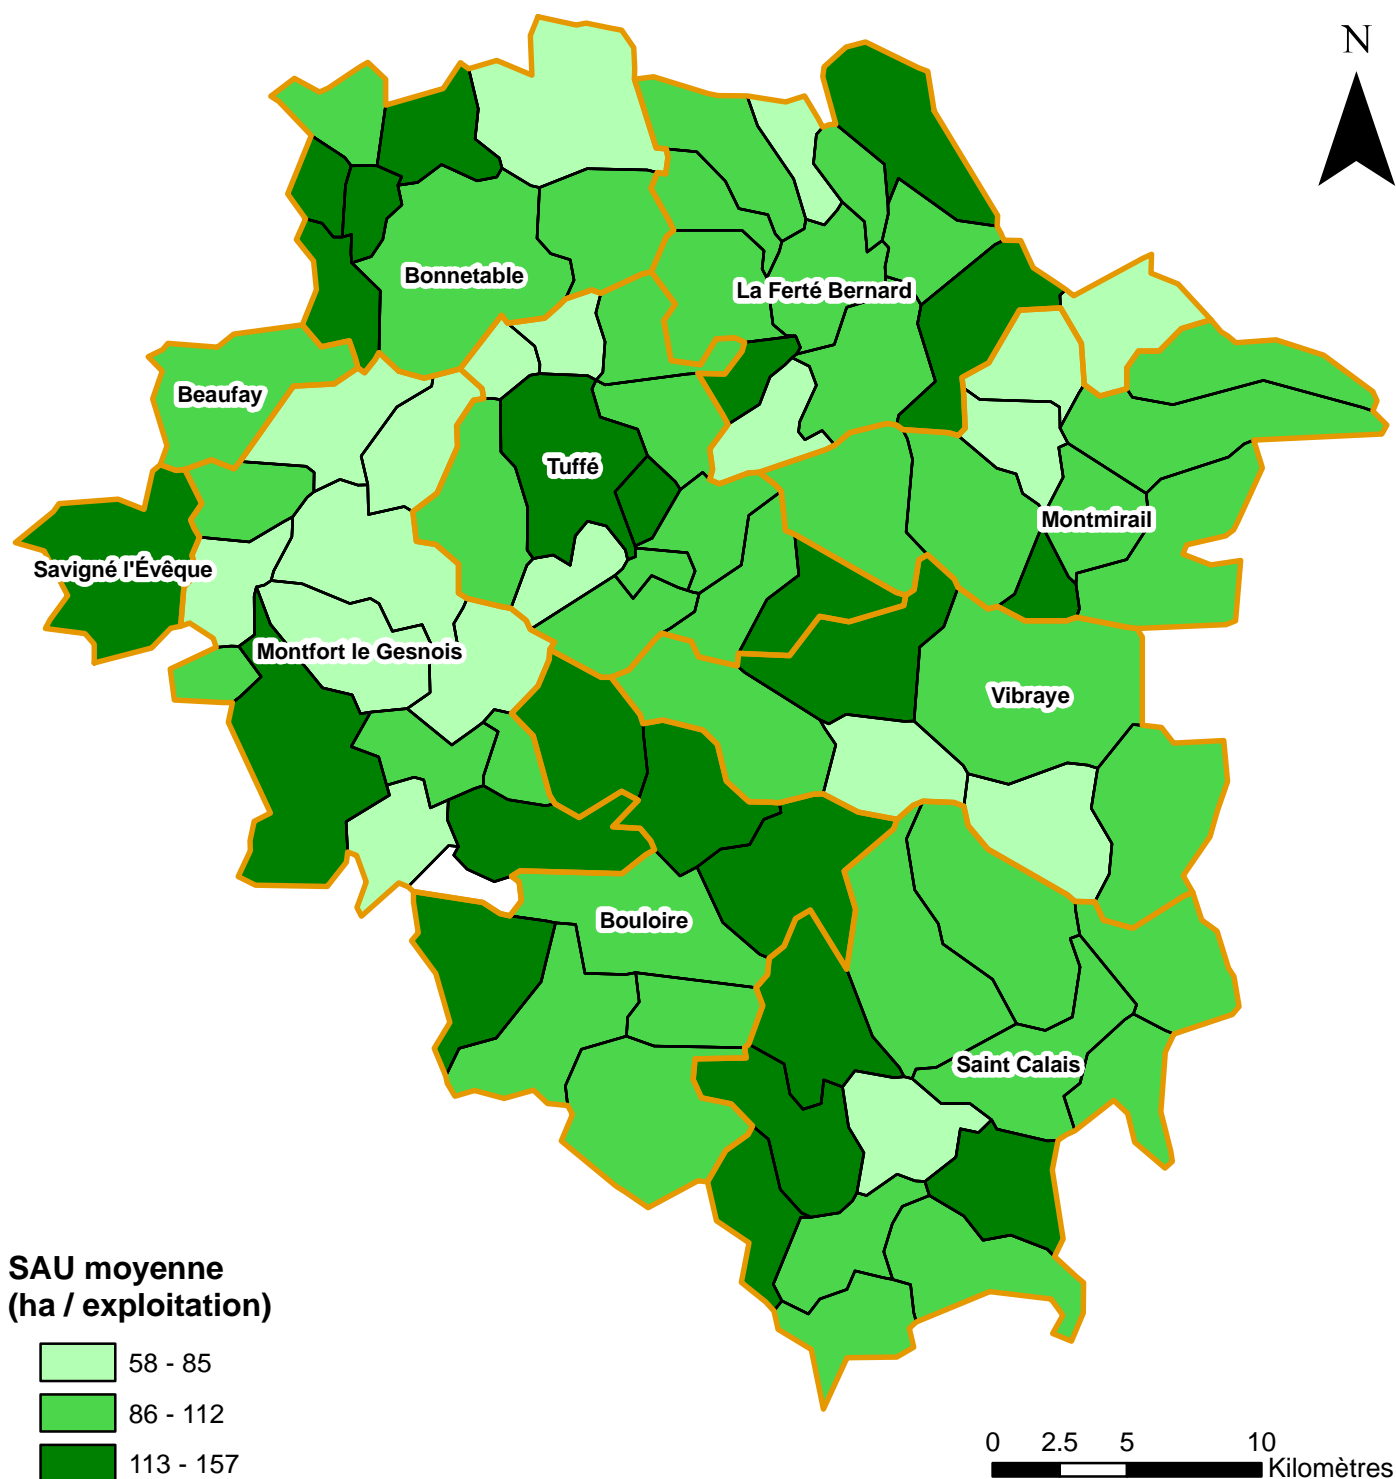 N
Bonnetable
La Ferté Bernard
Beaufay
Tuffé
Montmirail
Savigné l'Évêque
Montfort le Gesnois
Vibraye
Bouloire
Saint Calais
SAU moyenne
(ha / exploitation)
58 - 85
86 - 112
113 - 157
0 2.5 5 10
Kilomètres